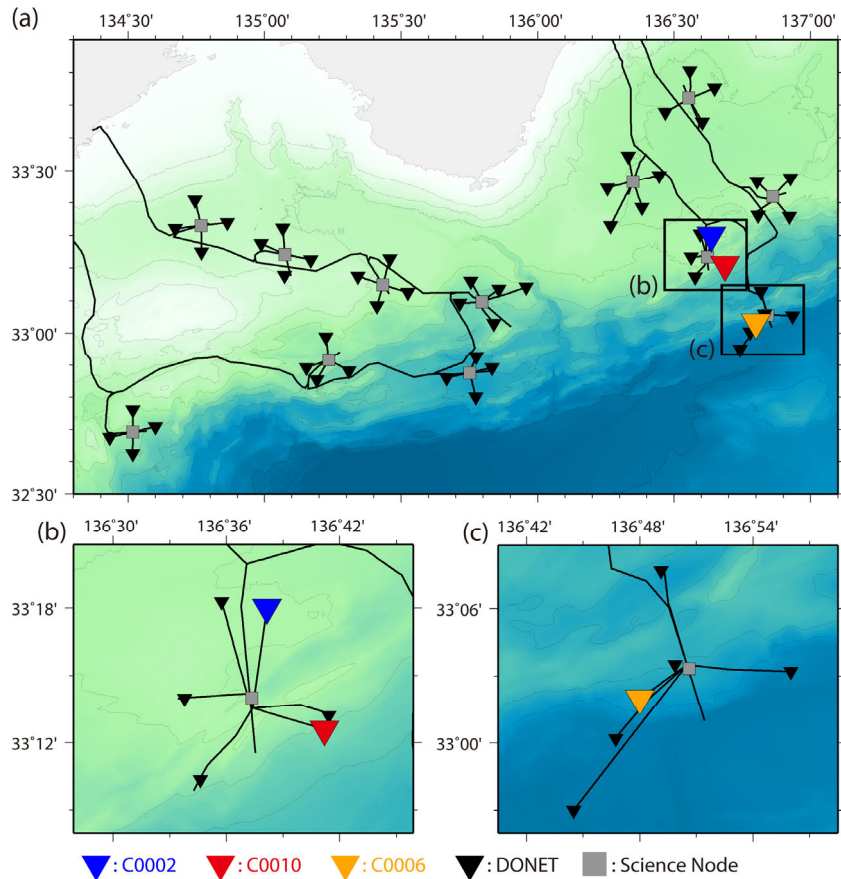 (a)
134°30' 135°00' 135°30' 136°00' 136°30' 137°00'
33°30'
33°00'
32°30'
(b)
(c)
(b)
136°30' 136°36' 136°42'
33°18'
33°12'
(c)
136°42' 136°48' 136°54'
33°06'
33°00'
: C0002 : C0010 : C0006 : DONET : Science Node